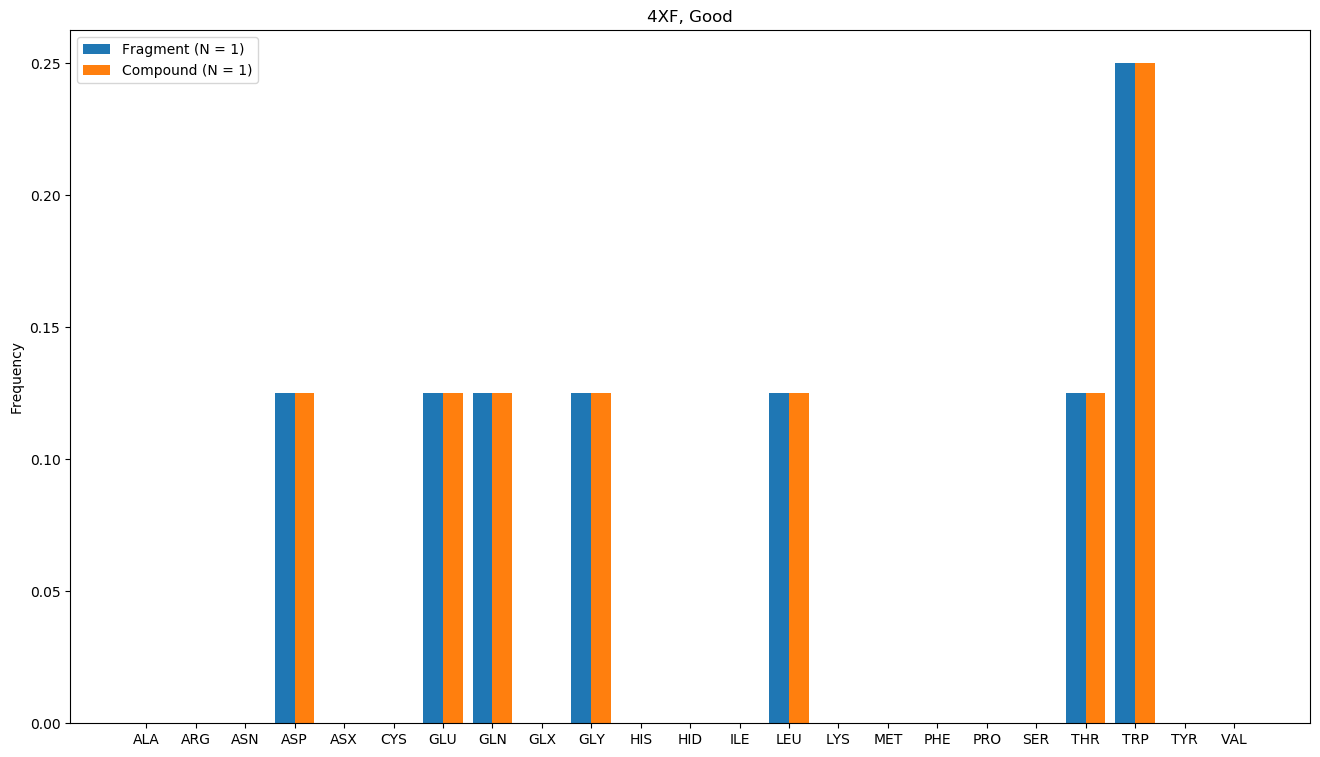 4XF, Good
Fragment (N = 1)
Compound (N = 1)
Frequency
0.25
0.20
0.15
0.10
0.05
0.00
ALA ARG ASN ASP ASX CYS GLU GLN GLX GLY HIS HID ILE LEU LYS MET PHE PRO SER THR TRP TYR VAL